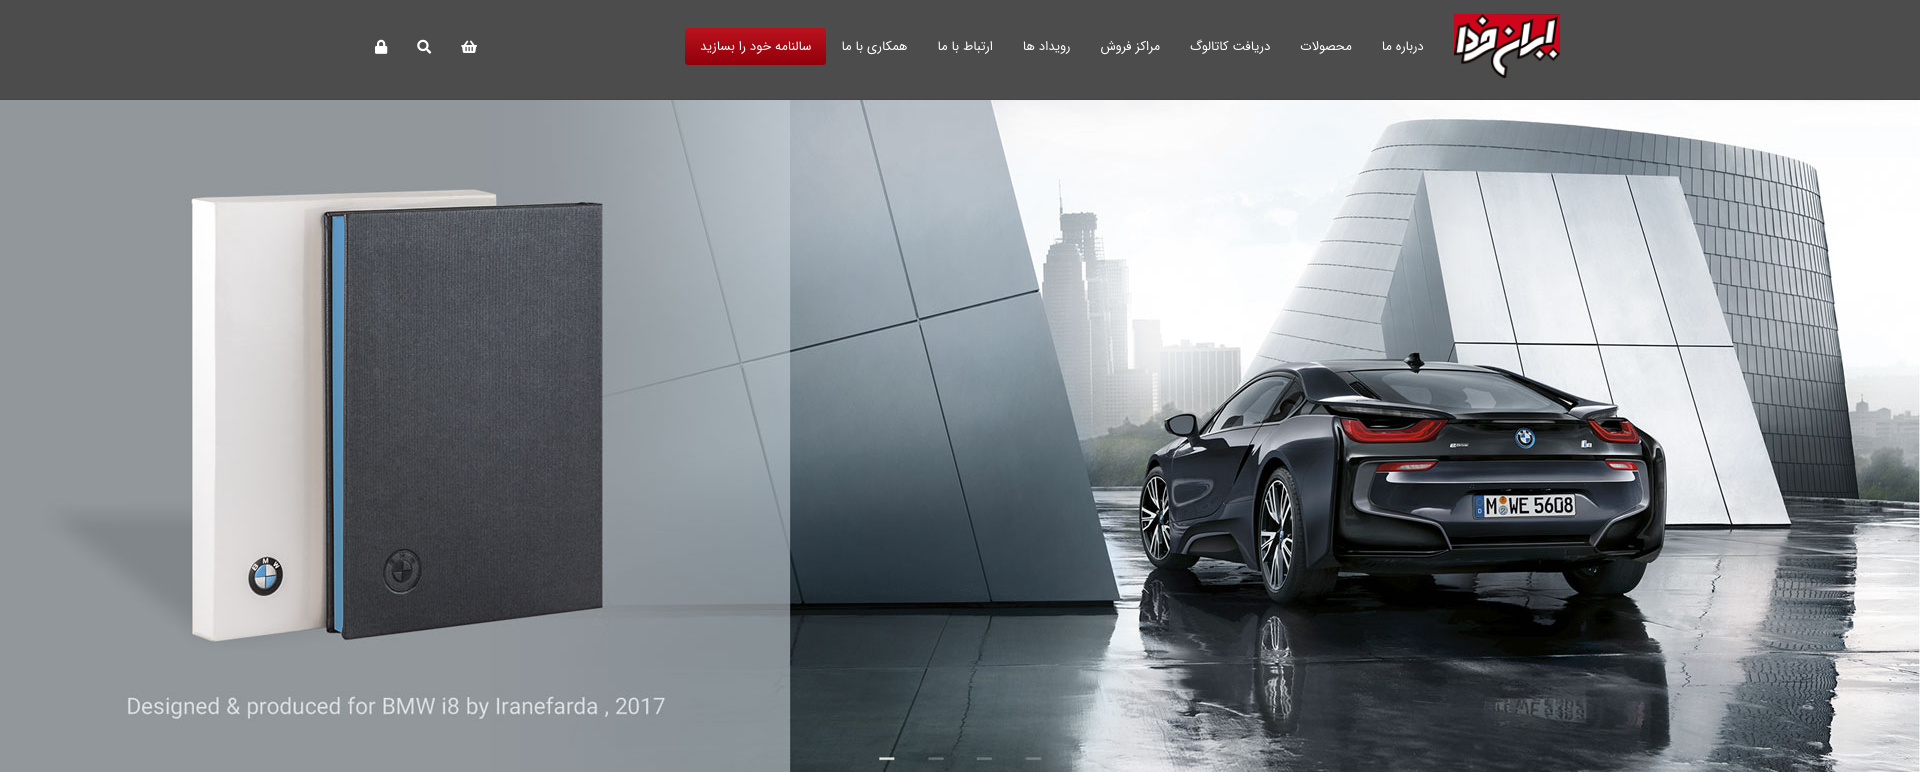 ایران فردا
درباره ما
محصولات
دریافت کاتالوگ
مراکز فروش
رویداد ها
ارتباط با ما
همکاری با ما
سالنامه خود را بسازید
BMW
M WE 5608
Designed & produced for BMW i8 by Iranefarda , 2017